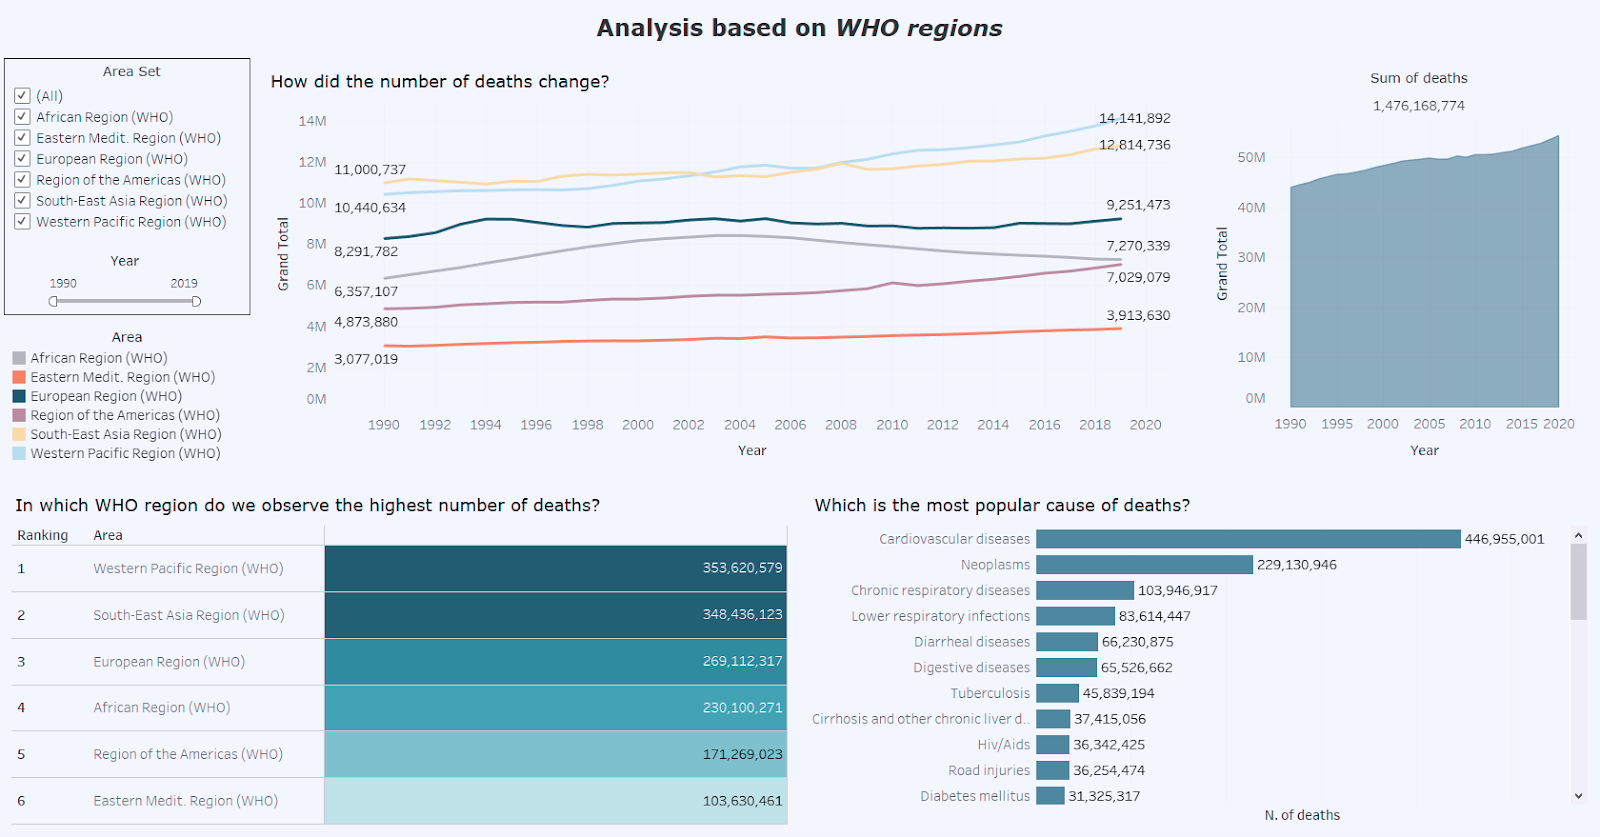 Analysis based on WHO regions
Area Set
(All)
African Region (WHO)
Eastern Medit. Region (WHO)
European Region (WHO)
Region of the Americas (WHO)
South-East Asia Region (WHO)
Western Pacific Region (WHO)
Year
1990 2019
Area
African Region (WHO)
Eastern Medit. Region (WHO)
European Region (WHO)
Region of the Americas (WHO)
South-East Asia Region (WHO)
Western Pacific Region (WHO)
How did the number of deaths change?
Grand Total
14M
12M
10M
8M
6M
4M
2M
0M
11,000,737
10,440,634
8,291,782
6,357,107
4,873,880
3,077,019
14,141,892
12,814,736
9,251,473
7,270,339
7,029,079
3,913,630
1990 1992 1994 1996 1998 2000 2002 2004 2006 2008 2010 2012 2014 2016 2018 2020
Year
Sum of deaths
1,476,168,774
Grand Total
50M
40M
30M
20M
10M
0M
1990 1995 2000 2005 2010 2015 2020
Year
In which WHO region do we observe the highest number of deaths?
Ranking Area
1 Western Pacific Region (WHO) 353,620,579
2 South-East Asia Region (WHO) 348,436,123
3 European Region (WHO) 269,112,317
4 African Region (WHO) 230,100,271
5 Region of the Americas (WHO) 171,269,023
6 Eastern Medit. Region (WHO) 103,630,461
Which is the most popular cause of deaths?
Cardiovascular diseases 446,955,001
Neoplasms 229,130,946
Chronic respiratory diseases 103,946,917
Lower respiratory infections 83,614,447
Diarrheal diseases 66,230,875
Digestive diseases 65,526,662
Tuberculosis 45,839,194
Cirrhosis and other chronic liver d.. 37,415,056
Hiv/Aids 36,342,425
Road injuries 36,254,474
Diabetes mellitus 31,325,317
N. of deaths